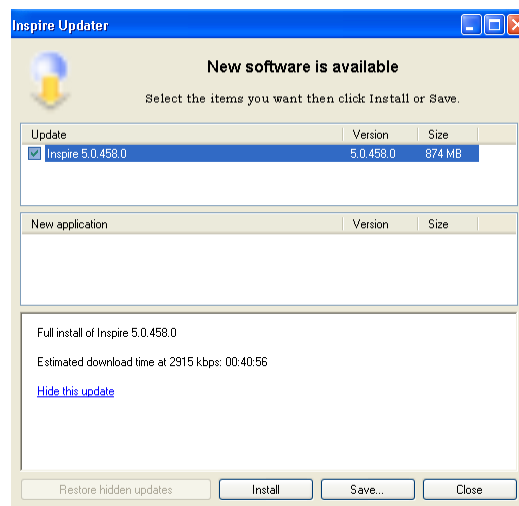 Inspire Updater
New software is available
Select the items you want then click Install or Save.
Update Version Size
Inspire 5.0.458.0 5.0.458.0 874 MB
New application Version Size
Full install of Inspire 5.0.458.0
Estimated download time at 2915 kbps: 00:40:56
Hide this update
Restore hidden updates Install Save... Close